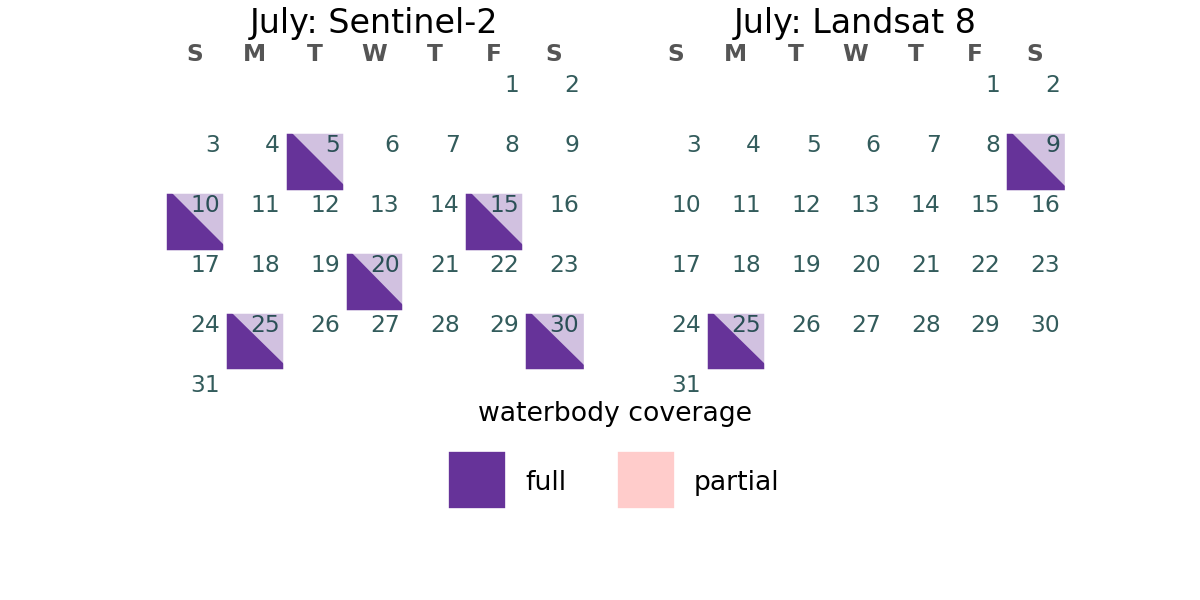 July: Sentinel-2
S M T W T F S
1 2
3 4 5 6 7 8 9
10 11 12 13 14 15 16
17 18 19 20 21 22 23
24 25 26 27 28 29 30
31
July: Landsat 8
S M T W T F S
1 2
3 4 5 6 7 8 9
10 11 12 13 14 15 16
17 18 19 20 21 22 23
24 25 26 27 28 29 30
31
waterbody coverage
full partial